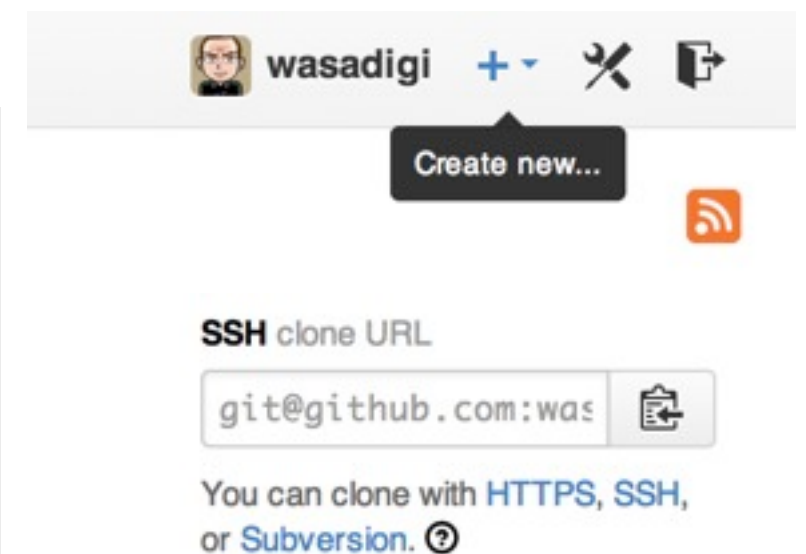 wasadigi
Create new...
SSH clone URL
git@github.com:was
You can clone with HTTPS, SSH,
or Subversion.